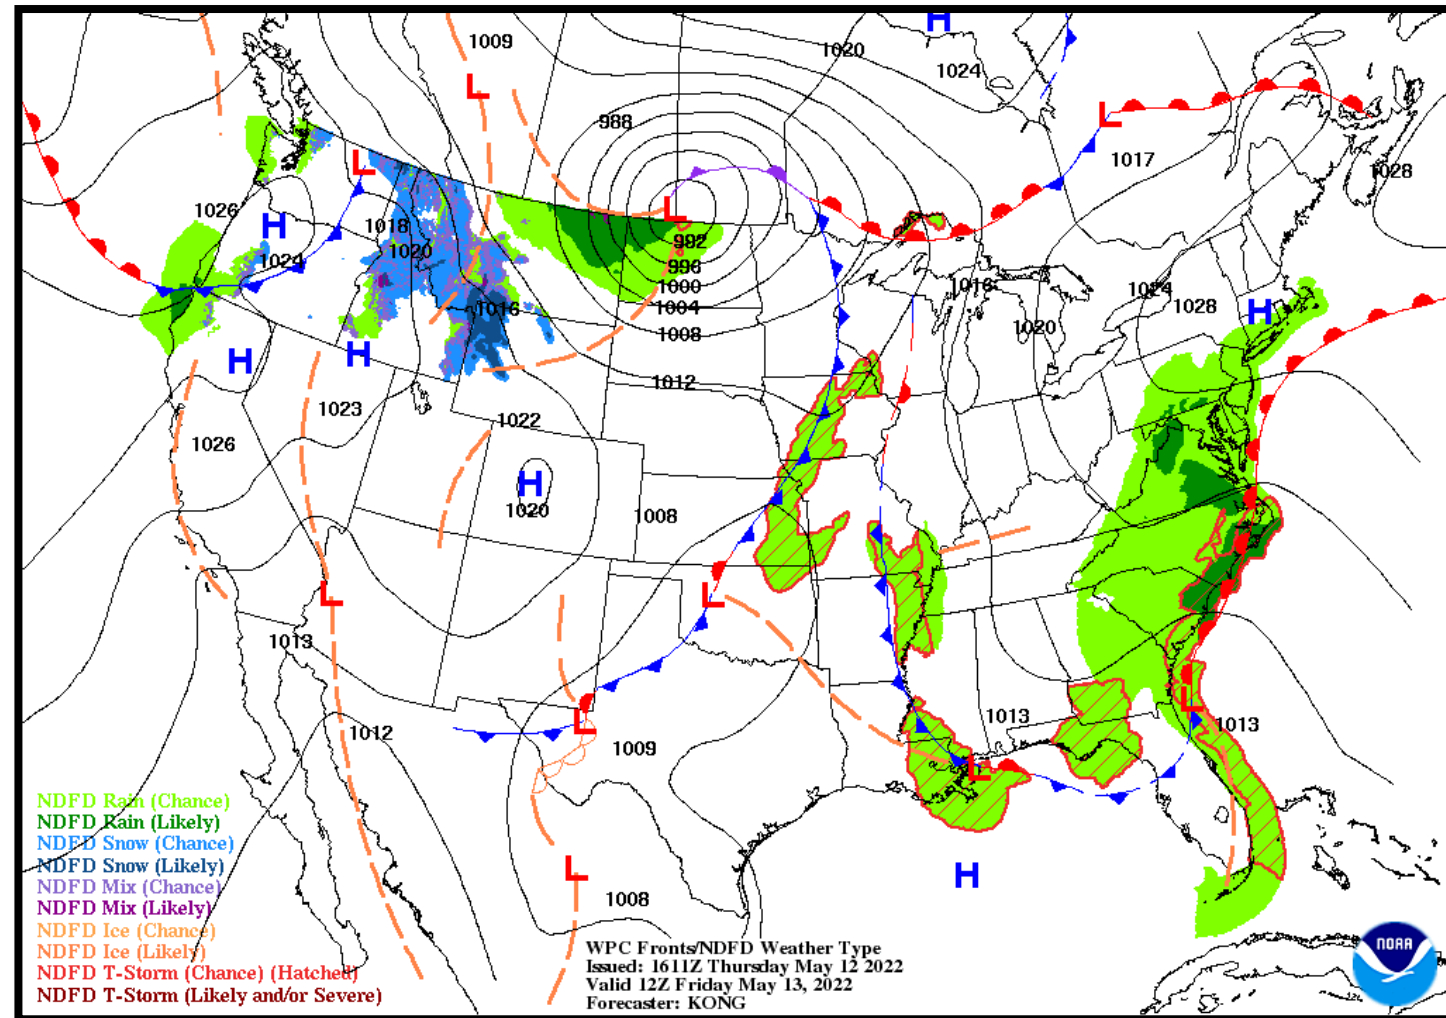 H
1009
1020
1024
L
988
L
1017
1028
L
1026
H
1018
L
1024
1020
992
996
1000
1004
1008
1016
1016
1020
1024
1028
H
H
H
1012
1023
1022
1026
H
1020
1008
L
L
1013
1012
L
1009
1013
L
1013
L
L
1008
H
NDFD Rain (Chance)
NDFD Rain (Likely)
NDFD Snow (Chance)
NDFD Snow (Likely)
NDFD Mix (Chance)
NDFD Mix (Likely)
NDFD Ice (Chance)
NDFD Ice (Likely)
NDFD T-Storm (Chance) (Hatched)
NDFD T-Storm (Likely and/or Severe)
WPC Fronts/NDFD Weather Type
Issued: 1611Z Thursday May 12 2022
Valid 12Z Friday May 13, 2022
Forecaster: KONG
NOAA